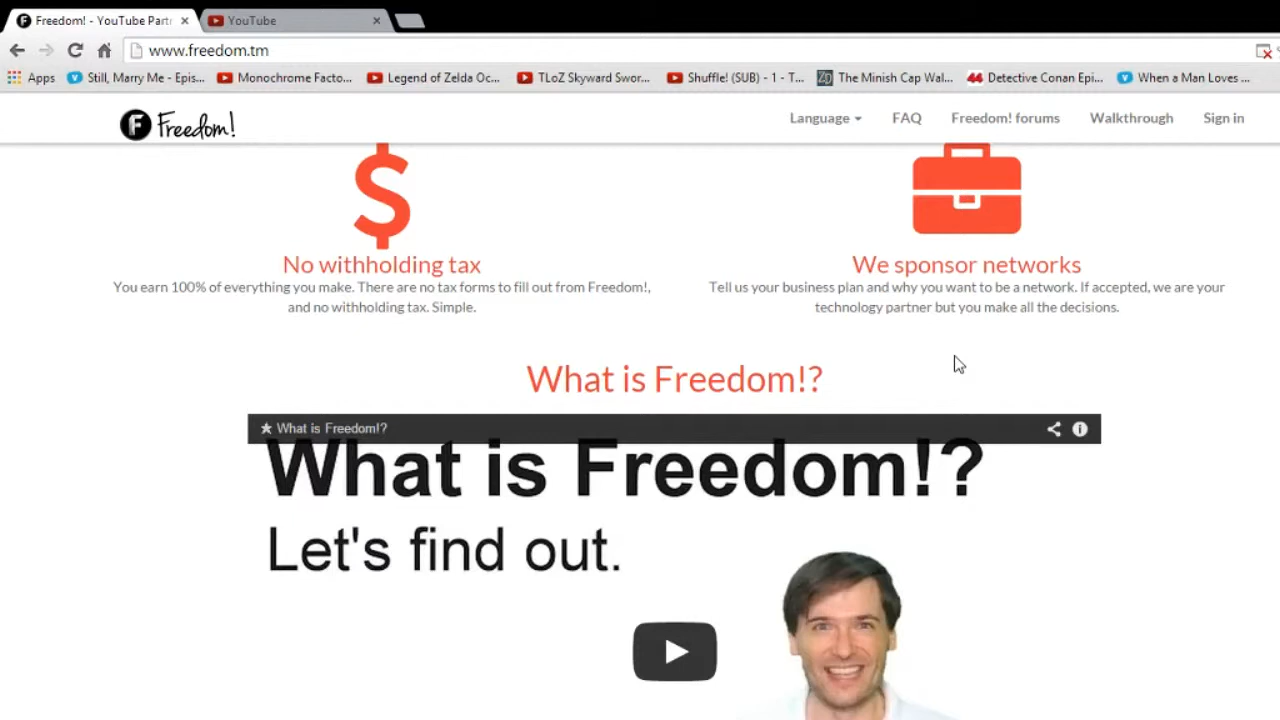 Freedom! - YouTube Part
YouTube
www.freedom.tm
Apps
Still, Marry Me - Epis...
Monochrome Facto...
Legend of Zelda Oc...
TLoZ Skyward Swor...
Shuffle! (SUB) - 1 - T...
The Minish Cap Wal...
Detective Conan Epi...
When a Man Loves ...
F Freedom!
Language
FAQ
Freedom! forums
Walkthrough
Sign in
No withholding tax
You earn 100% of everything you make. There are no tax forms to fill out from Freedom!,
and no withholding tax. Simple.
We sponsor networks
Tell us your business plan and why you want to be a network. If accepted, we are your
technology partner but you make all the decisions.
What is Freedom!?
What is Freedom!?
What is Freedom!?
Let's find out.